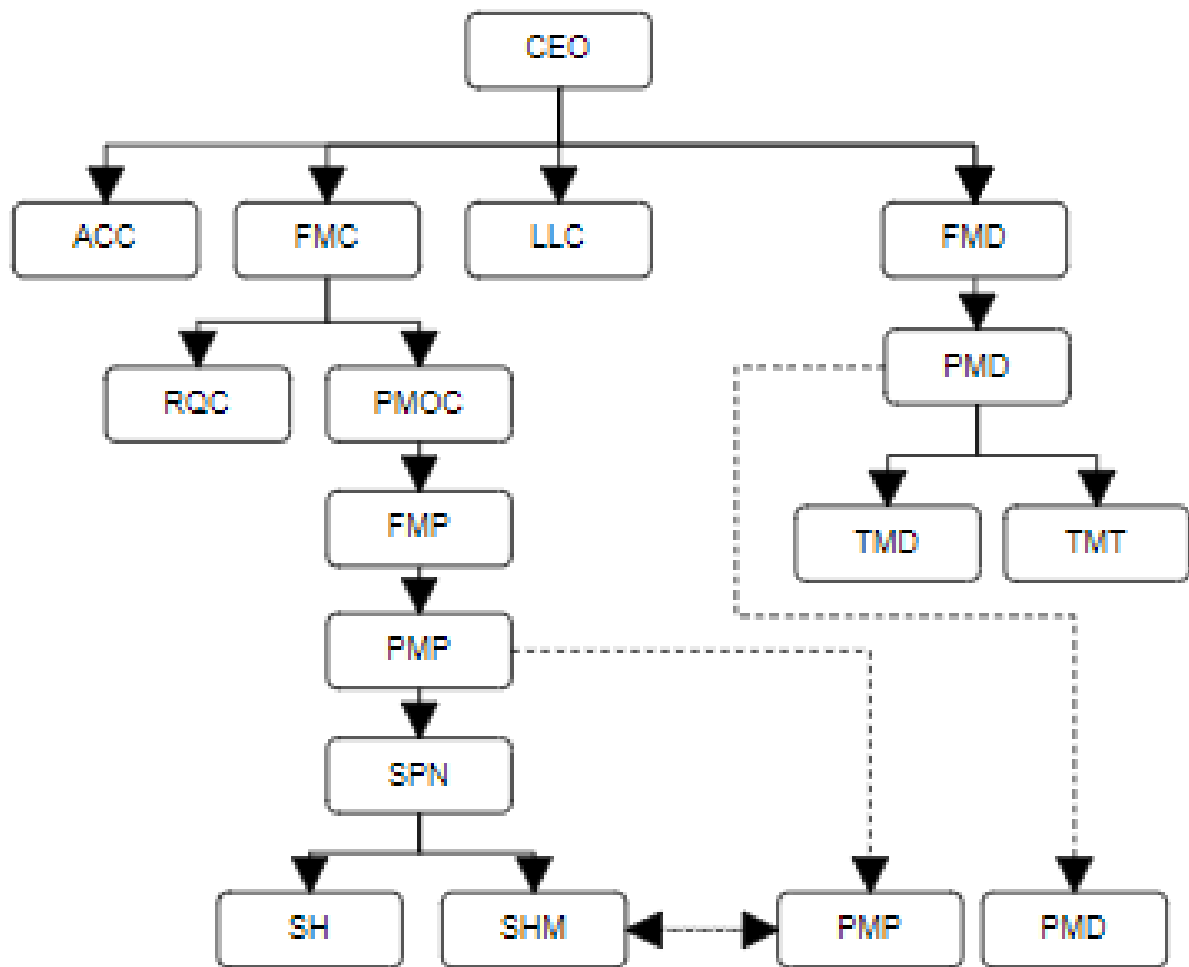 CEO
ACC
FMC
LLC
FMD
PMD
RQC
PMOC
FMP
TMD
TMT
PMP
SPN
SH
SHM
PMP
PMD